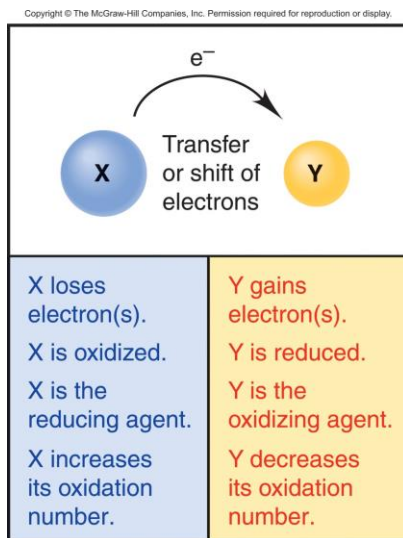 Copyright © The McGraw-Hill Companies, Inc. Permission required for reproduction or display.
e⁻
X
Transfer
or shift of
electrons
Y
X loses
electron(s).
X is oxidized.
X is the
reducing agent.
X increases
its oxidation
number.
Y gains
electron(s).
Y is reduced.
Y is the
oxidizing agent.
Y decreases
its oxidation
number.